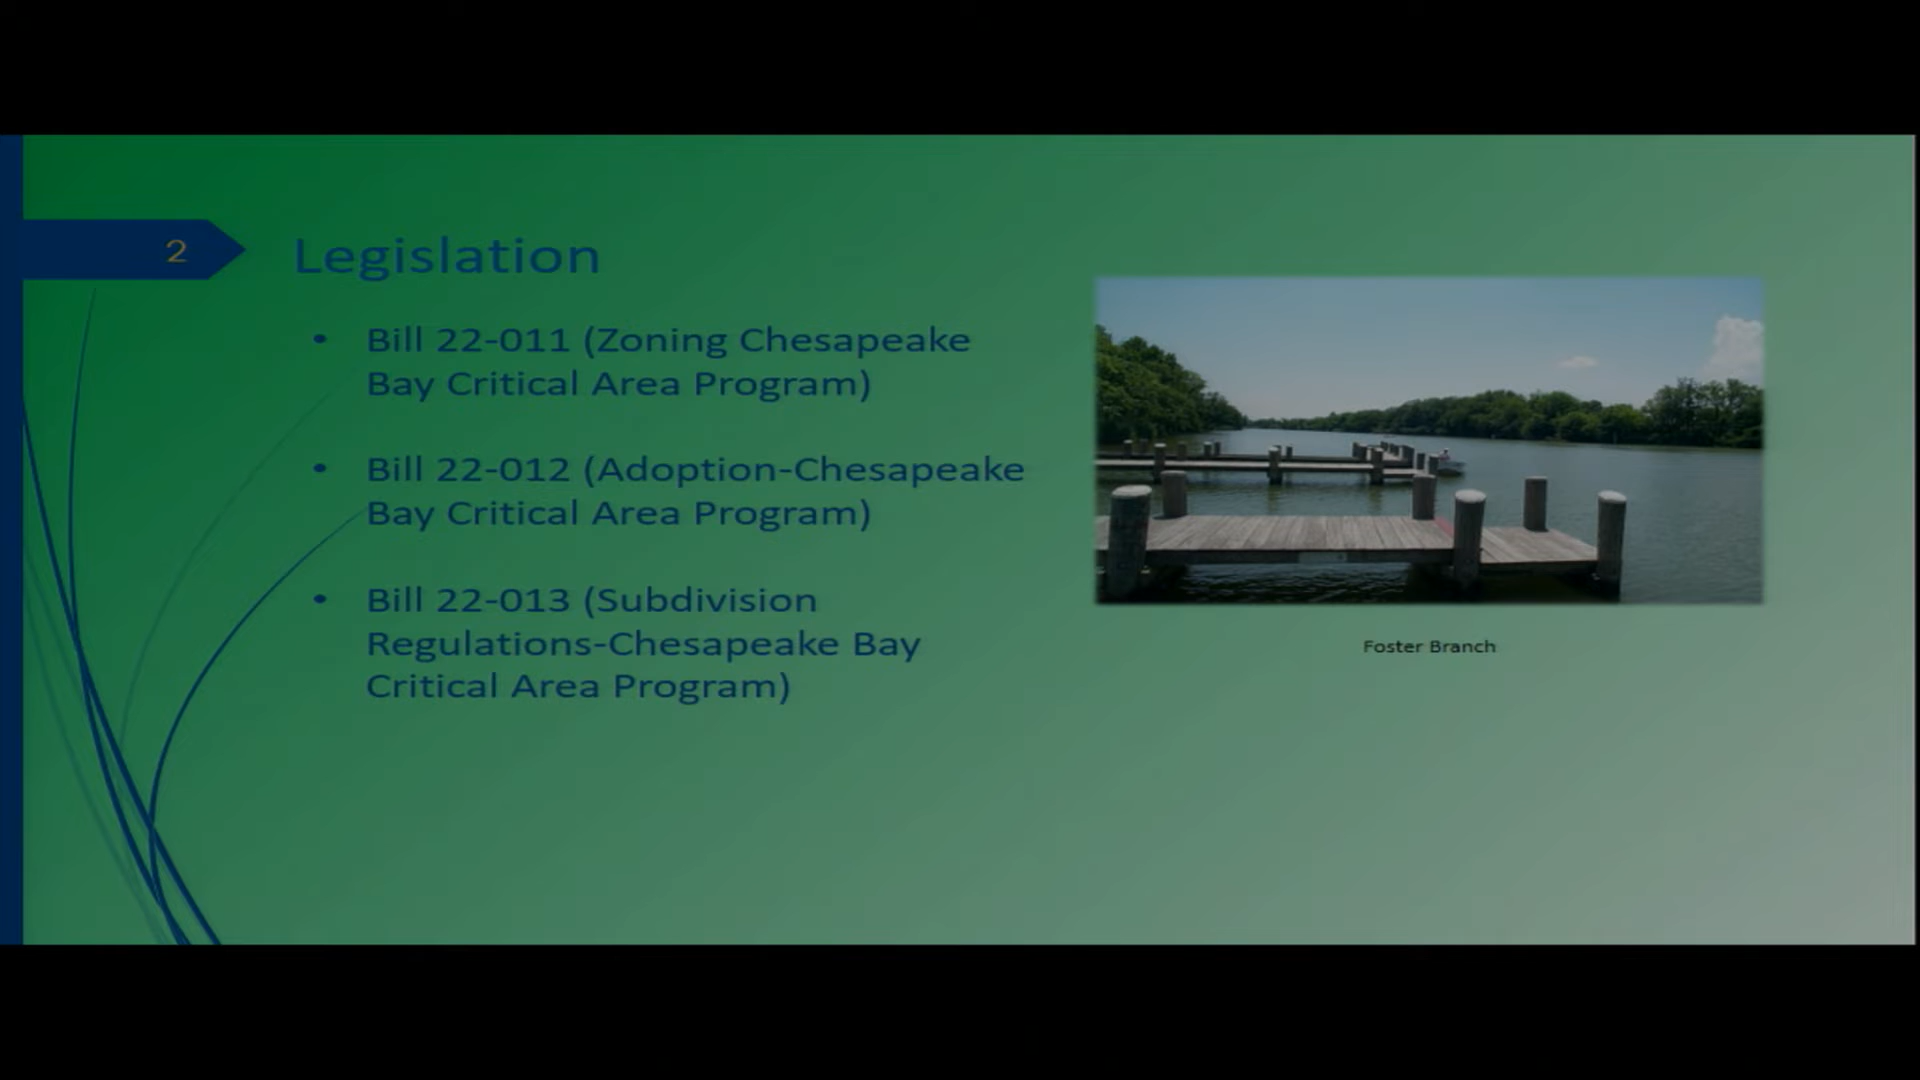 2
Legislation
• Bill 22-011 (Zoning Chesapeake
Bay Critical Area Program)
• Bill 22-012 (Adoption-Chesapeake
Bay Critical Area Program)
• Bill 22-013 (Subdivision
Regulations-Chesapeake Bay
Critical Area Program)
Foster Branch